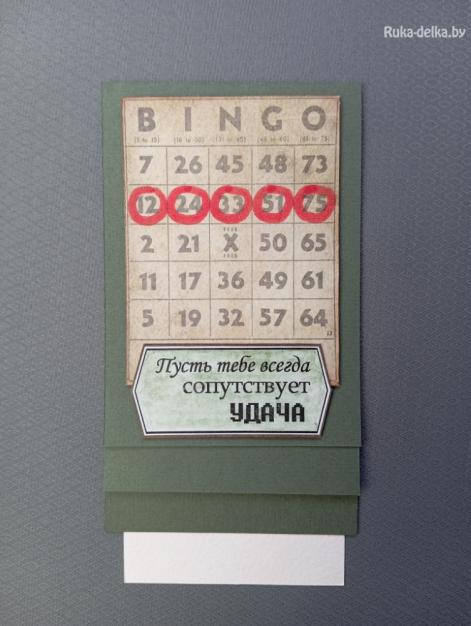 Ruka-delka.by
B I N G O
7 26 45 48 73
12 24 33 51 75
2 21 X 50 65
11 17 36 49 61
5 19 32 57 64
Пусть тебе всегда
сопутствует
УДАЧА